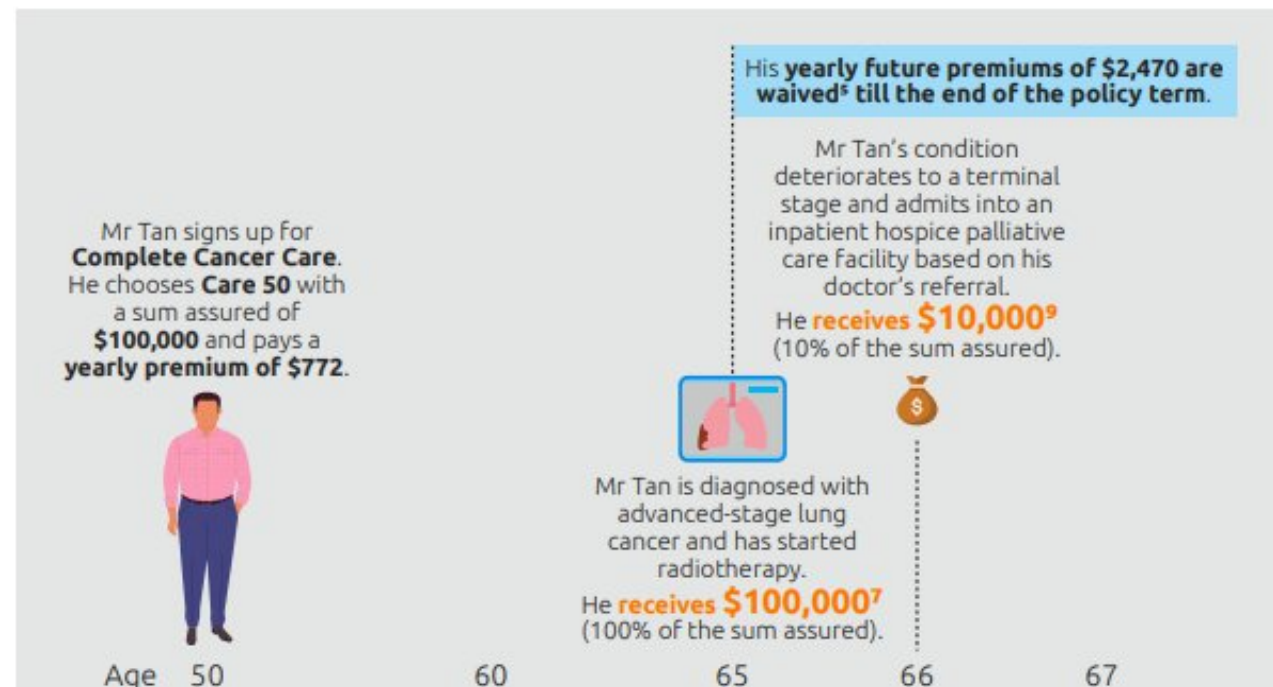 His yearly future premiums of $2,470 are
waived⁵ till the end of the policy term.
Mr Tan's condition
deteriorates to a terminal
stage and admits into an
inpatient hospice palliative
care facility based on his
doctor's referral.
He receives $10,000⁹
(10% of the sum assured).
Mr Tan signs up for
Complete Cancer Care.
He chooses Care 50 with
a sum assured of
$100,000 and pays a
yearly premium of $772.
$
Mr Tan is diagnosed with
advanced-stage lung
cancer and has started
radiotherapy.
He receives $100,000⁷
(100% of the sum assured).
Age 50 60 65 66 67